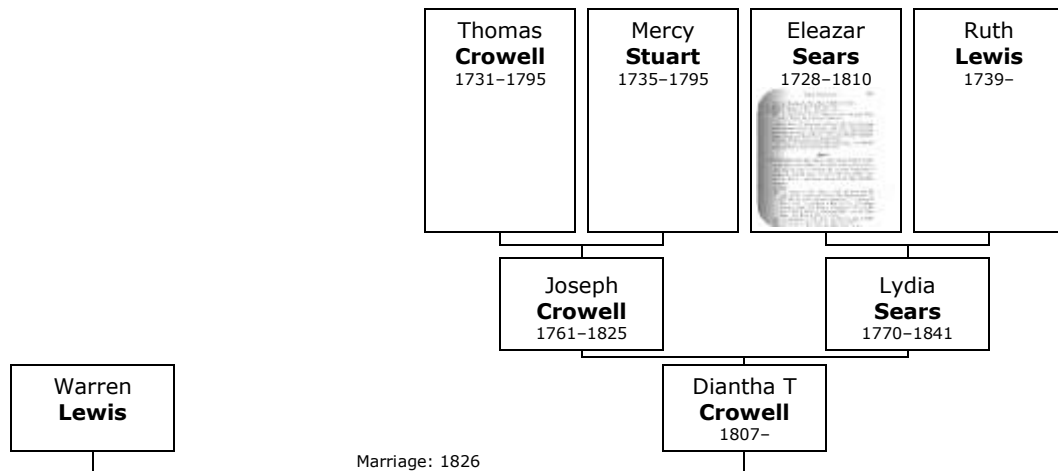 Thomas
Crowell
1731–1795
Mercy
Stuart
1735–1795
Eleazar
Sears
1728–1810
Ruth
Lewis
1739–
Joseph
Crowell
1761–1825
Lydia
Sears
1770–1841
Warren
Lewis
Diantha T
Crowell
1807–
Marriage: 1826